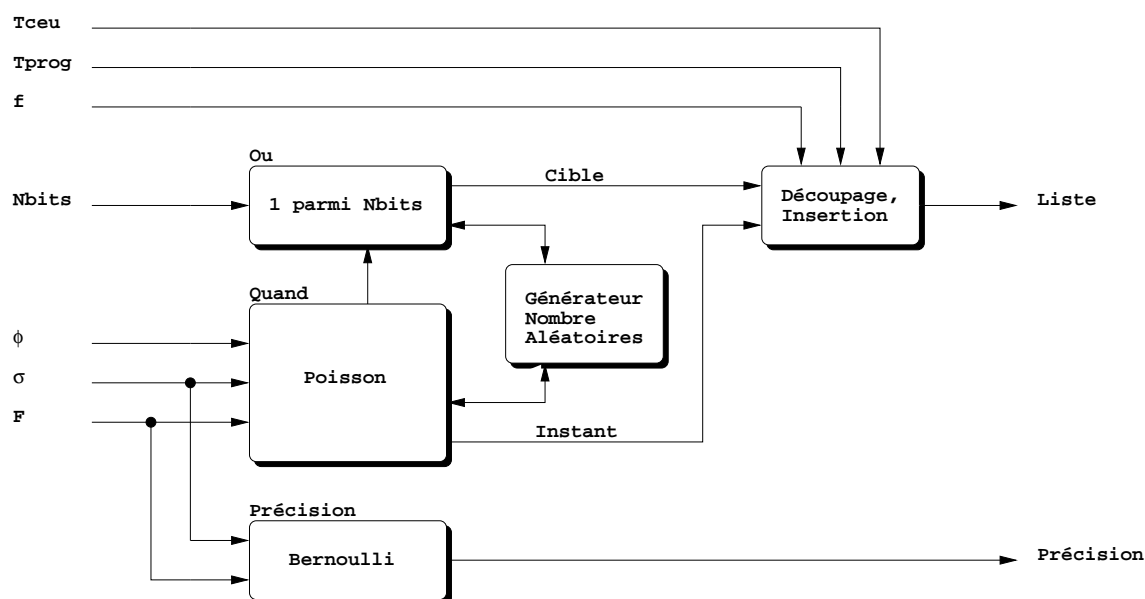 Tceu
Tprog
f
Ou
Nbits
1 parmi Nbits
Cible
Découpage,
Insertion
Liste
Quand
Générateur
Nombre
Aléatoires
ϕ
σ
F
Poisson
Instant
Précision
Bernoulli
Précision